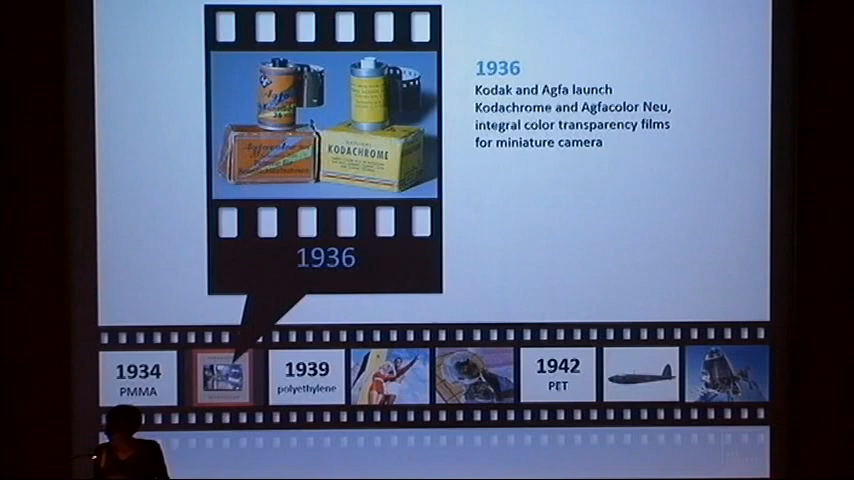 1936
Kodak and Agfa launch
Kodachrome and Agfacolor Neu,
integral color transparency films
for miniature camera
KODACHROME
1936
1934
PMMA
1939
polyethylene
1942
PET